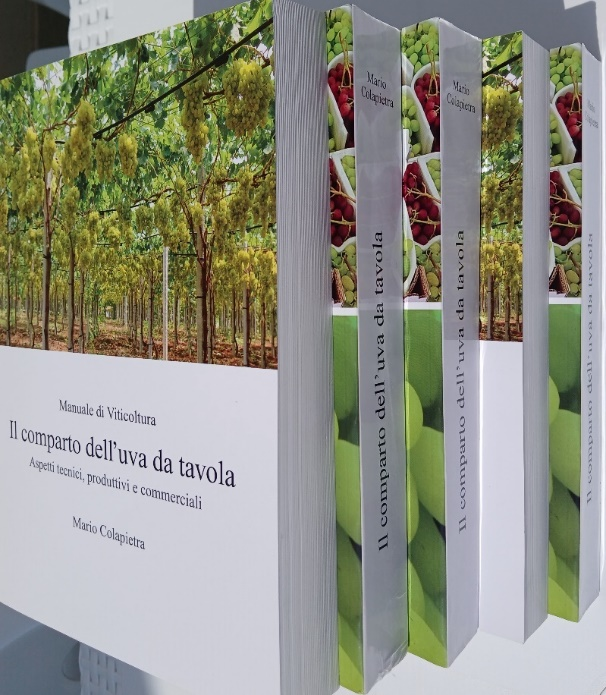 Manuale di Viticoltura
Il comparto dell'uva da tavola
Aspetti tecnici, produttivi e commerciali
Mario Colapietra
Mario
Colapietra
Il comparto dell'uva da tavola
Mario
Colapietra
Il comparto dell'uva da tavola
Mario
Colapietra
Il comparto dell'uva da tavola